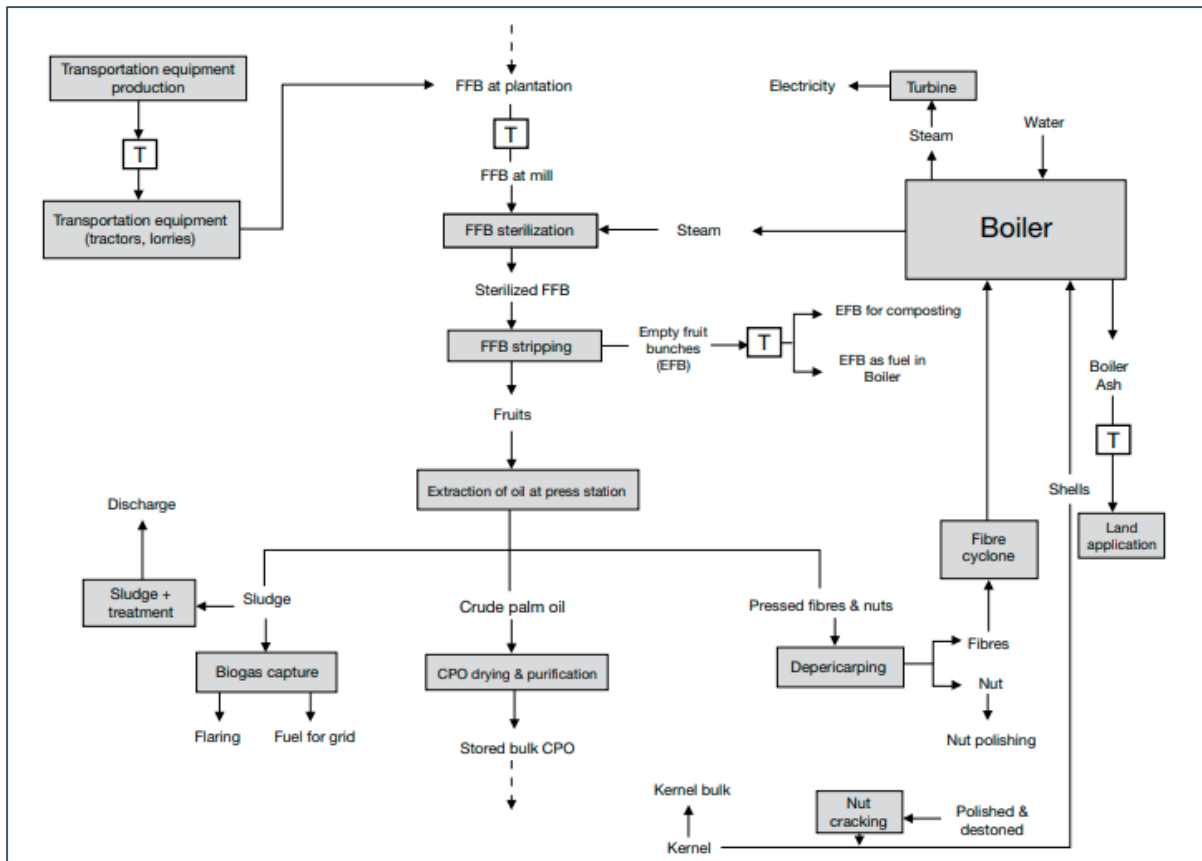 Transportation equipment
production
T
Transportation equipment
(tractors, lorries)
FFB at plantation
T
FFB at mill
FFB sterilization
Steam
Sterilized FFB
FFB stripping
Empty fruit
bunches
(EFB)
T
EFB for composting
EFB as fuel in
Boiler
Fruits
Extraction of oil at press station
Electricity
Turbine
Steam
Water
Boiler
Boiler
Ash
T
Land
application
Shells
Fibre
cyclone
Discharge
Sludge +
treatment
Sludge
Biogas capture
Flaring
Fuel for grid
Crude palm oil
CPO drying & purification
Stored bulk CPO
Pressed fibres & nuts
Depericarping
Fibres
Nut
Nut polishing
Kernel bulk
Kernel
Nut
cracking
Polished &
destoned